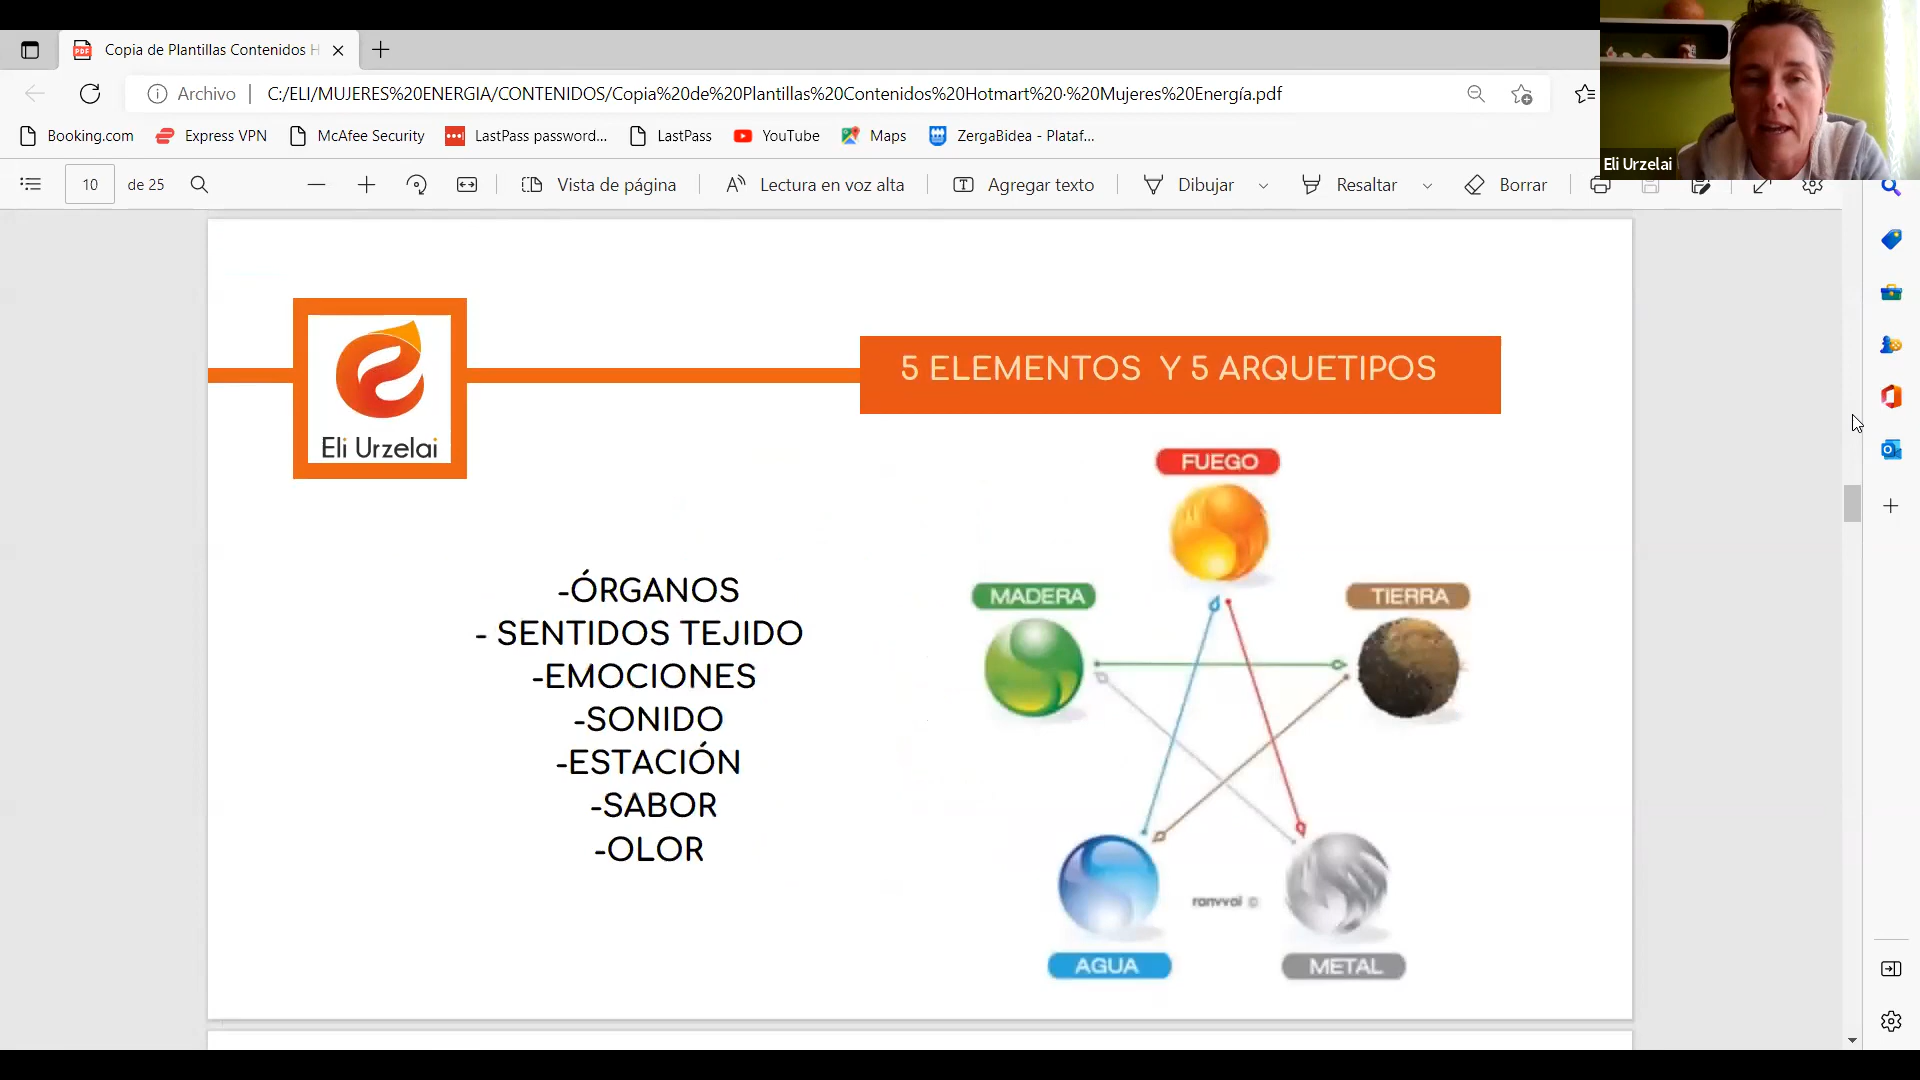 Copia de Plantillas Contenidos H
Archivo
C:/ELI/MUJERES%20ENERGIA/CONTENIDOS/Copia%20de%20Plantillas%20Contenidos%20Hotmart%20·%20Mujeres%20Energía.pdf
Booking.com
Express VPN
McAfee Security
LastPass password...
LastPass
YouTube
Maps
ZergaBidea - Plataf...
Eli Urzelai
10
de 25
Vista de página
Lectura en voz alta
Agregar texto
Dibujar
Resaltar
Borrar
5 ELEMENTOS Y 5 ARQUETIPOS
Eli Urzelai
-ÓRGANOS
- SENTIDOS TEJIDO
-EMOCIONES
-SONIDO
-ESTACIÓN
-SABOR
-OLOR
FUEGO
MADERA
TIERRA
ranvvai ©
AGUA
METAL